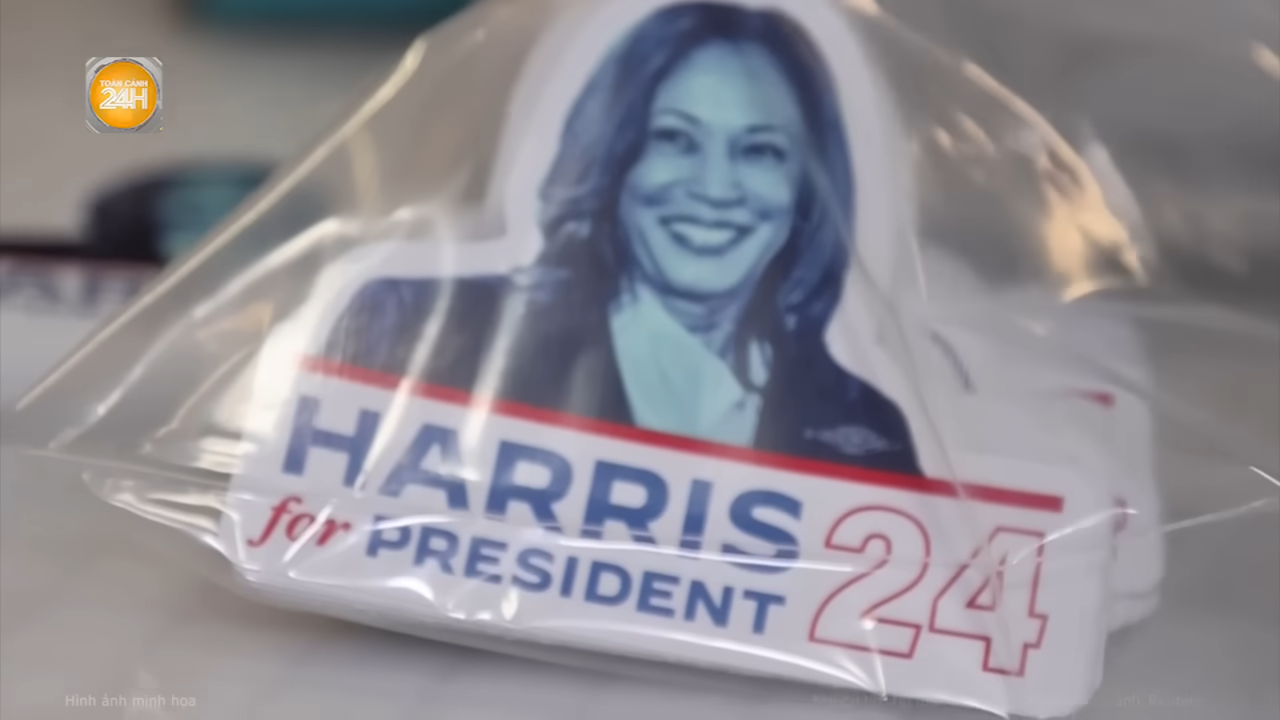 TOÀN CẢNH
24H
HARRIS
for PRESIDENT
24
Hình ảnh minh họa